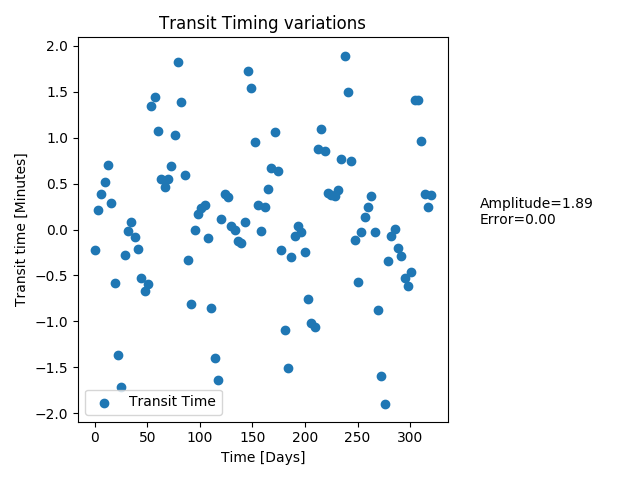 Transit Timing variations
2.0
1.5
1.0
0.5
0.0
−0.5
−1.0
−1.5
−2.0
Transit time [Minutes]
Transit Time
0 50 100 150 200 250 300
Time [Days]
Amplitude=1.89
Error=0.00